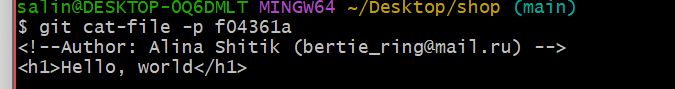 salin@DESKTOP-OQ6DMLT MINGW64 ~/Desktop/shop (main)
$ git cat-file -p f04361a
<!--Author: Alina Shitik (bertie_ring@mail.ru) -->
<h1>Hello, world</h1>